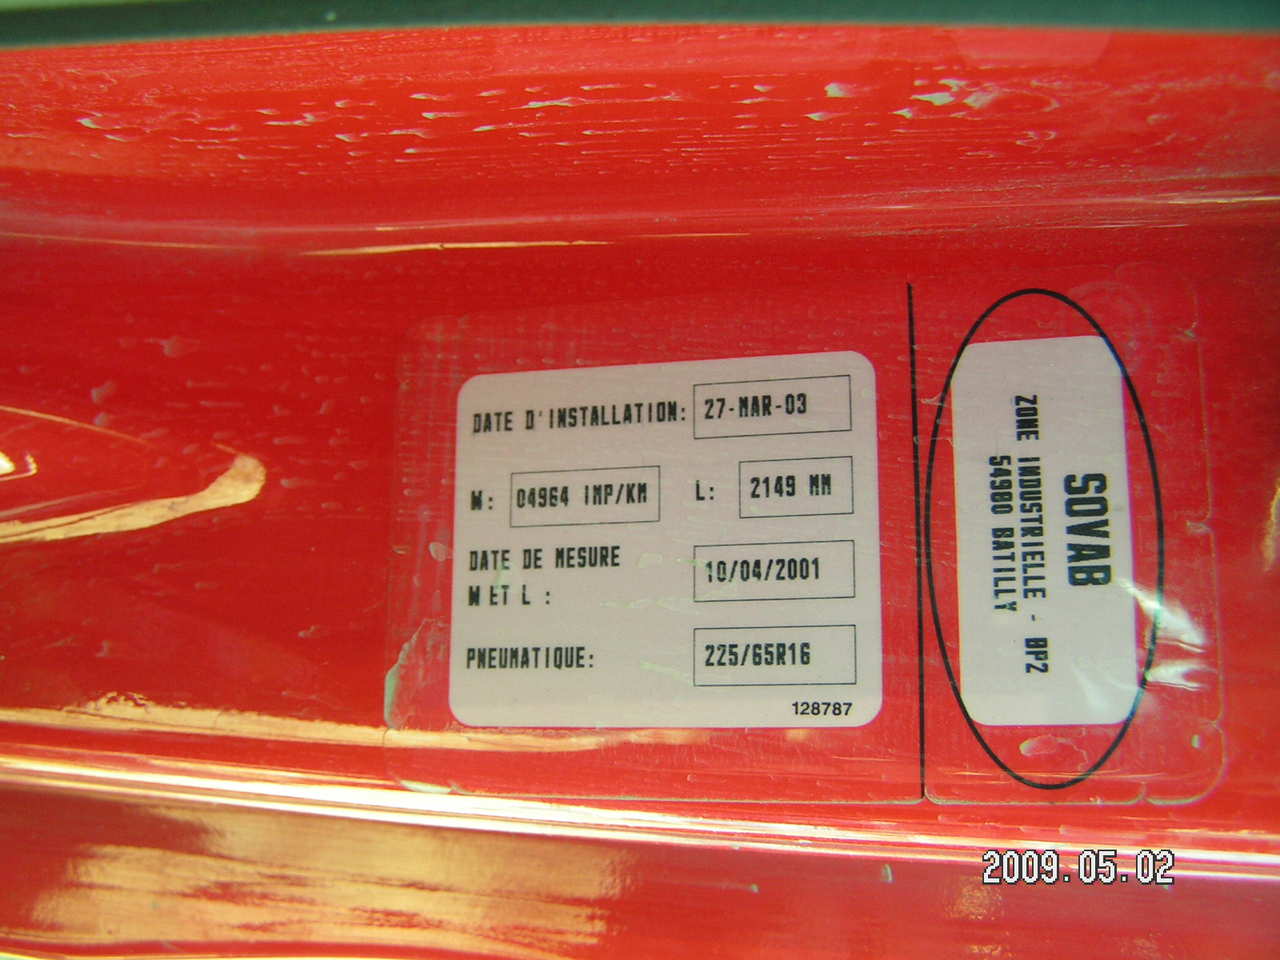 DATE D'INSTALLATION: 27-MAR-03
W: 04964 IMP/KM L: 2149 MM
DATE DE MESURE
W ET L : 10/04/2001
PNEUMATIQUE: 225/65R16
128787
SOVAB
ZONE INDUSTRIELLE - BP2
54980 BATILLY
2009.05.02